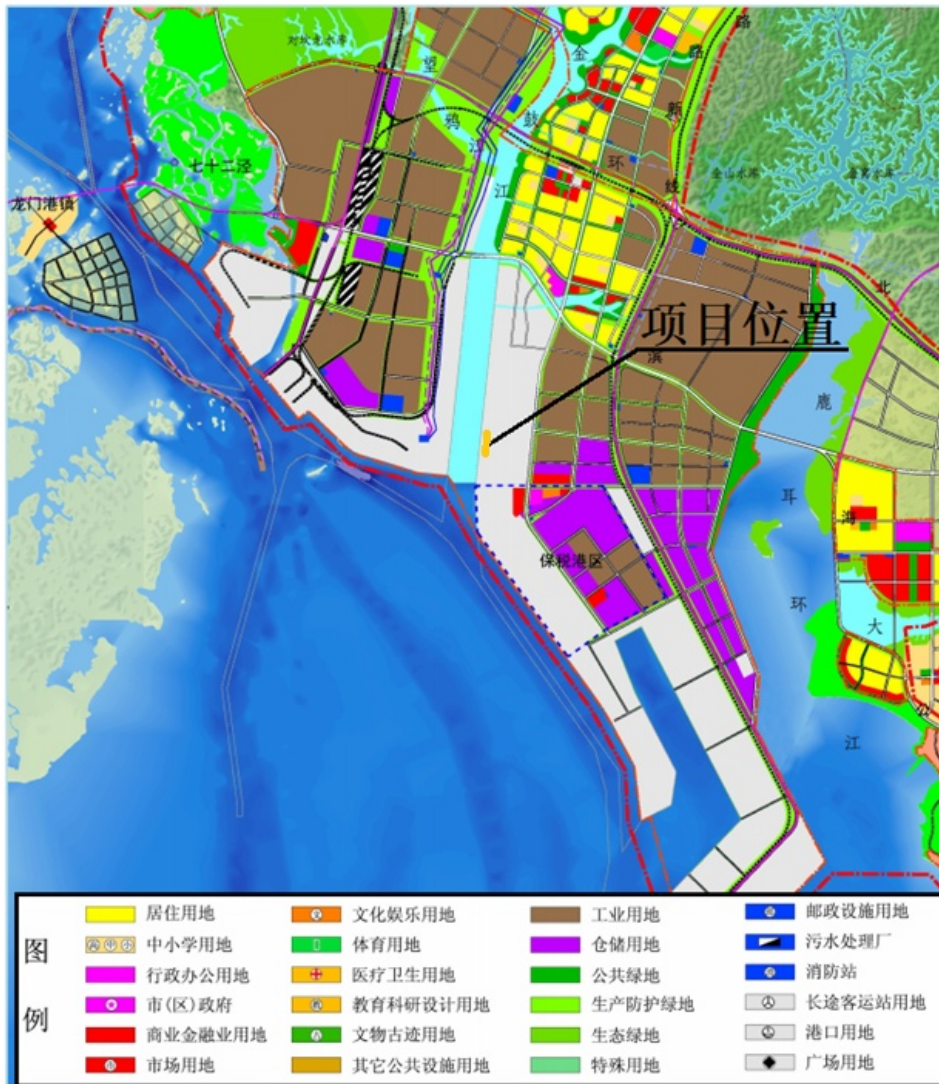 路
金
路
望
鸦
鼓
新
江
环
七十二泾
线
龙门港镇
江
金山水库
北
项目位置
滨
鹿
耳
海
保税港区
环
大
江
图
例
居住用地
文化娱乐用地
工业用地
邮政设施用地
中小学用地
体育用地
仓储用地
污水处理厂
行政办公用地
医疗卫生用地
公共绿地
消防站
市(区)政府
教育科研设计用地
生产防护绿地
长途客运站用地
商业金融业用地
文物古迹用地
生态绿地
港口用地
市场用地
其它公共设施用地
特殊用地
广场用地